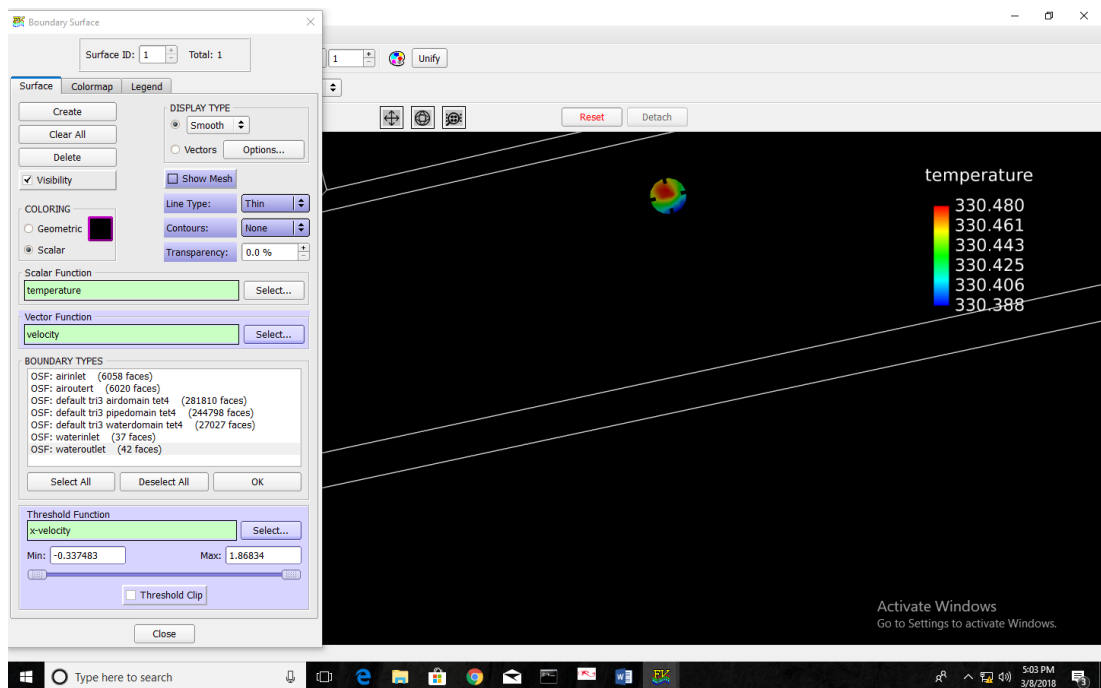 Boundary Surface
Surface ID: 1 Total: 1
1 Unify
Surface Colormap Legend
Create
Clear All
Delete
Visibility
DISPLAY TYPE
Smooth
Vectors Options...
Show Mesh
Line Type: Thin
Contours: None
Transparency: 0.0 %
COLORING
Geometric
Scalar
Scalar Function
temperature Select...
Vector Function
velocity Select...
BOUNDARY TYPES
OSF: airinlet (6058 faces)
OSF: airoutert (6020 faces)
OSF: default tri3 airdomain tet4 (281810 faces)
OSF: default tri3 pipedomain tet4 (244798 faces)
OSF: default tri3 waterdomain tet4 (27027 faces)
OSF: waterinlet (37 faces)
OSF: wateroutlet (42 faces)
Select All Deselect All OK
Threshold Function
x-velocity Select...
Min: -0.337483 Max: 1.86834
Threshold Clip
Close
Reset Detach
temperature
330.480
330.461
330.443
330.425
330.406
330.388
Activate Windows
Go to Settings to activate Windows.
Type here to search
5:03 PM
3/8/2018